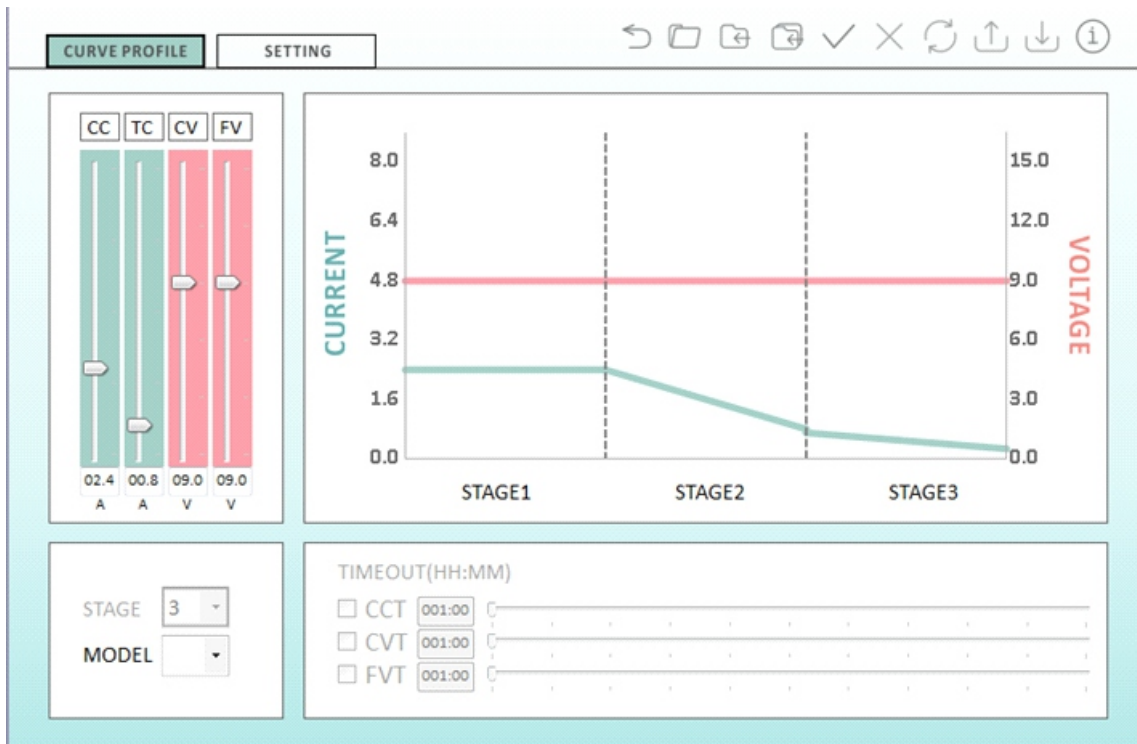 CURVE PROFILE SETTING
CC TC CV FV
02.4 00.8 09.0 09.0
A A V V
CURRENT
8.0
6.4
4.8
3.2
1.6
0.0
15.0
12.0
9.0
6.0
3.0
0.0
VOLTAGE
STAGE1 STAGE2 STAGE3
STAGE 3
MODEL
TIMEOUT(HH:MM)
CCT 001:00
CVT 001:00
FVT 001:00